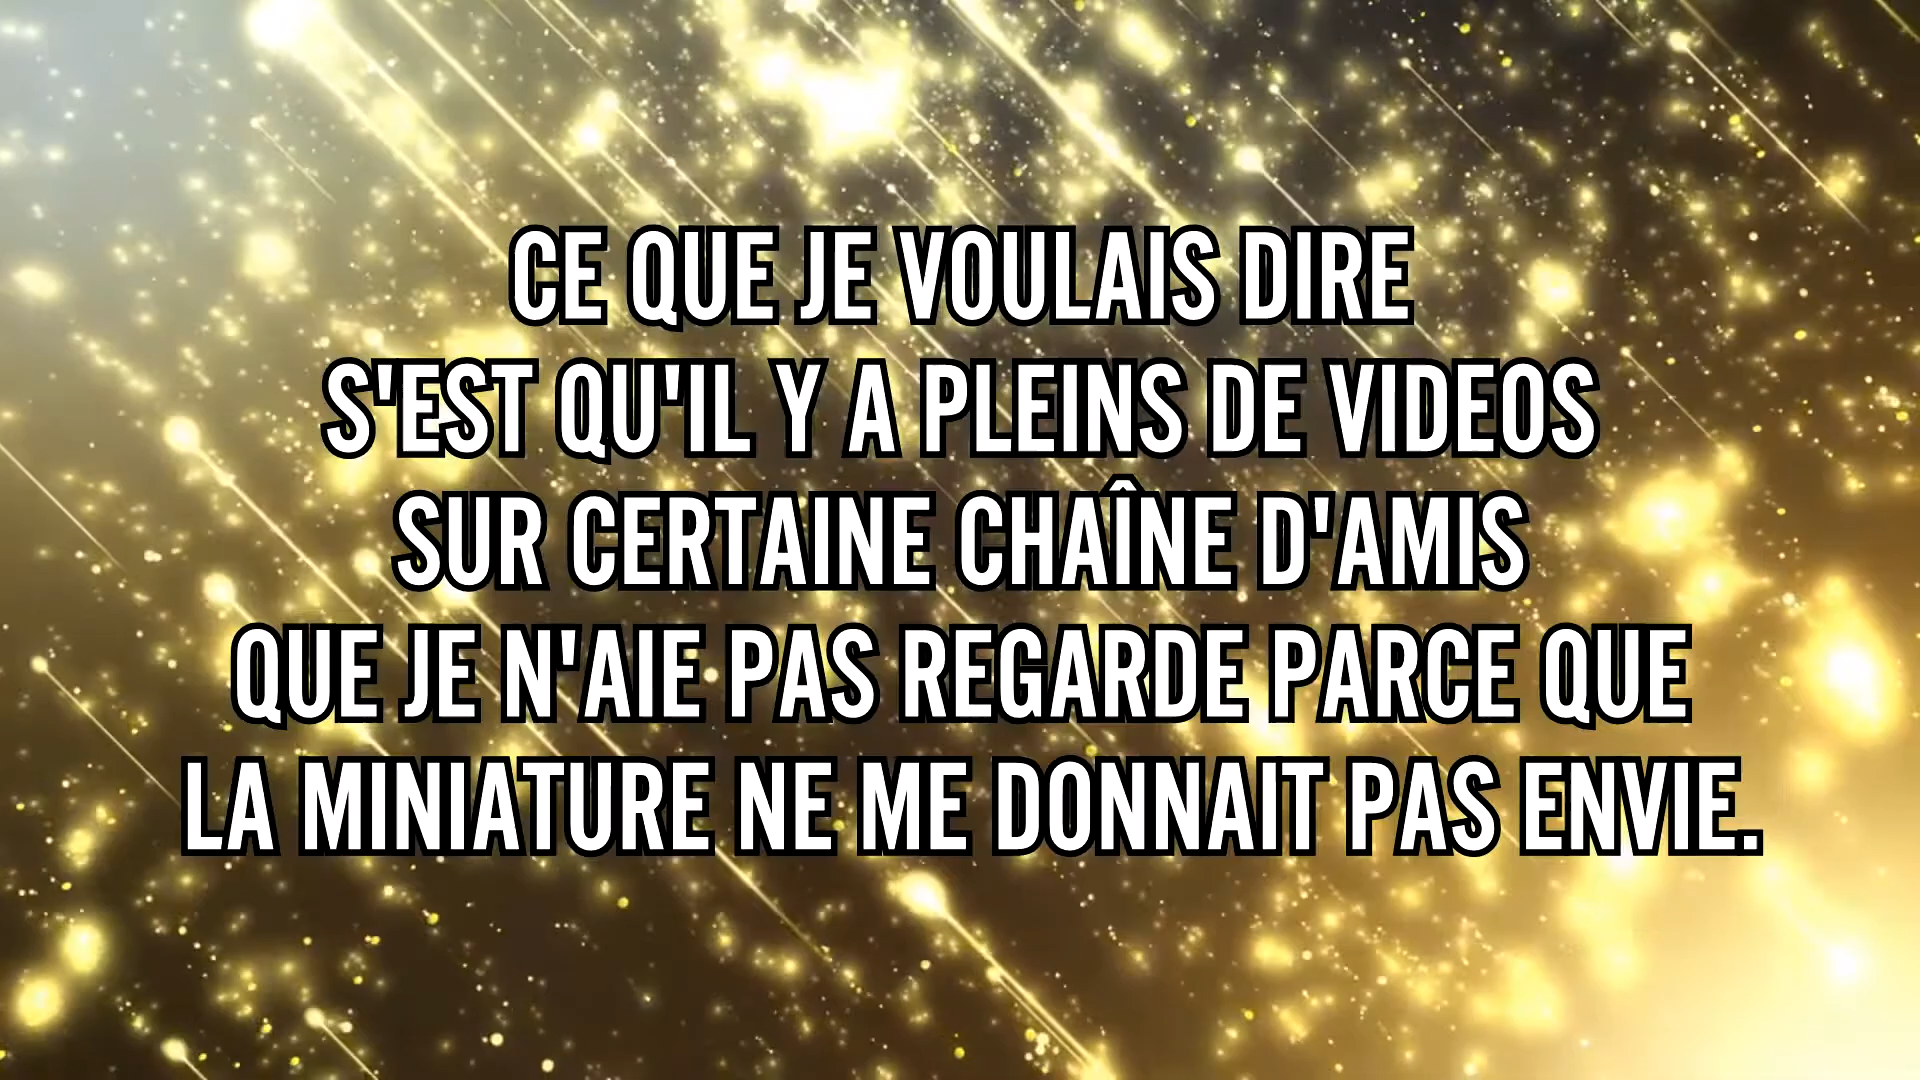 CE QUE JE VOULAIS DIRE
S'EST QU'IL Y A PLEINS DE VIDEOS
SUR CERTAINE CHAÎNE D'AMIS
QUE JE N'AIE PAS REGARDE PARCE QUE
LA MINIATURE NE ME DONNAIT PAS ENVIE.